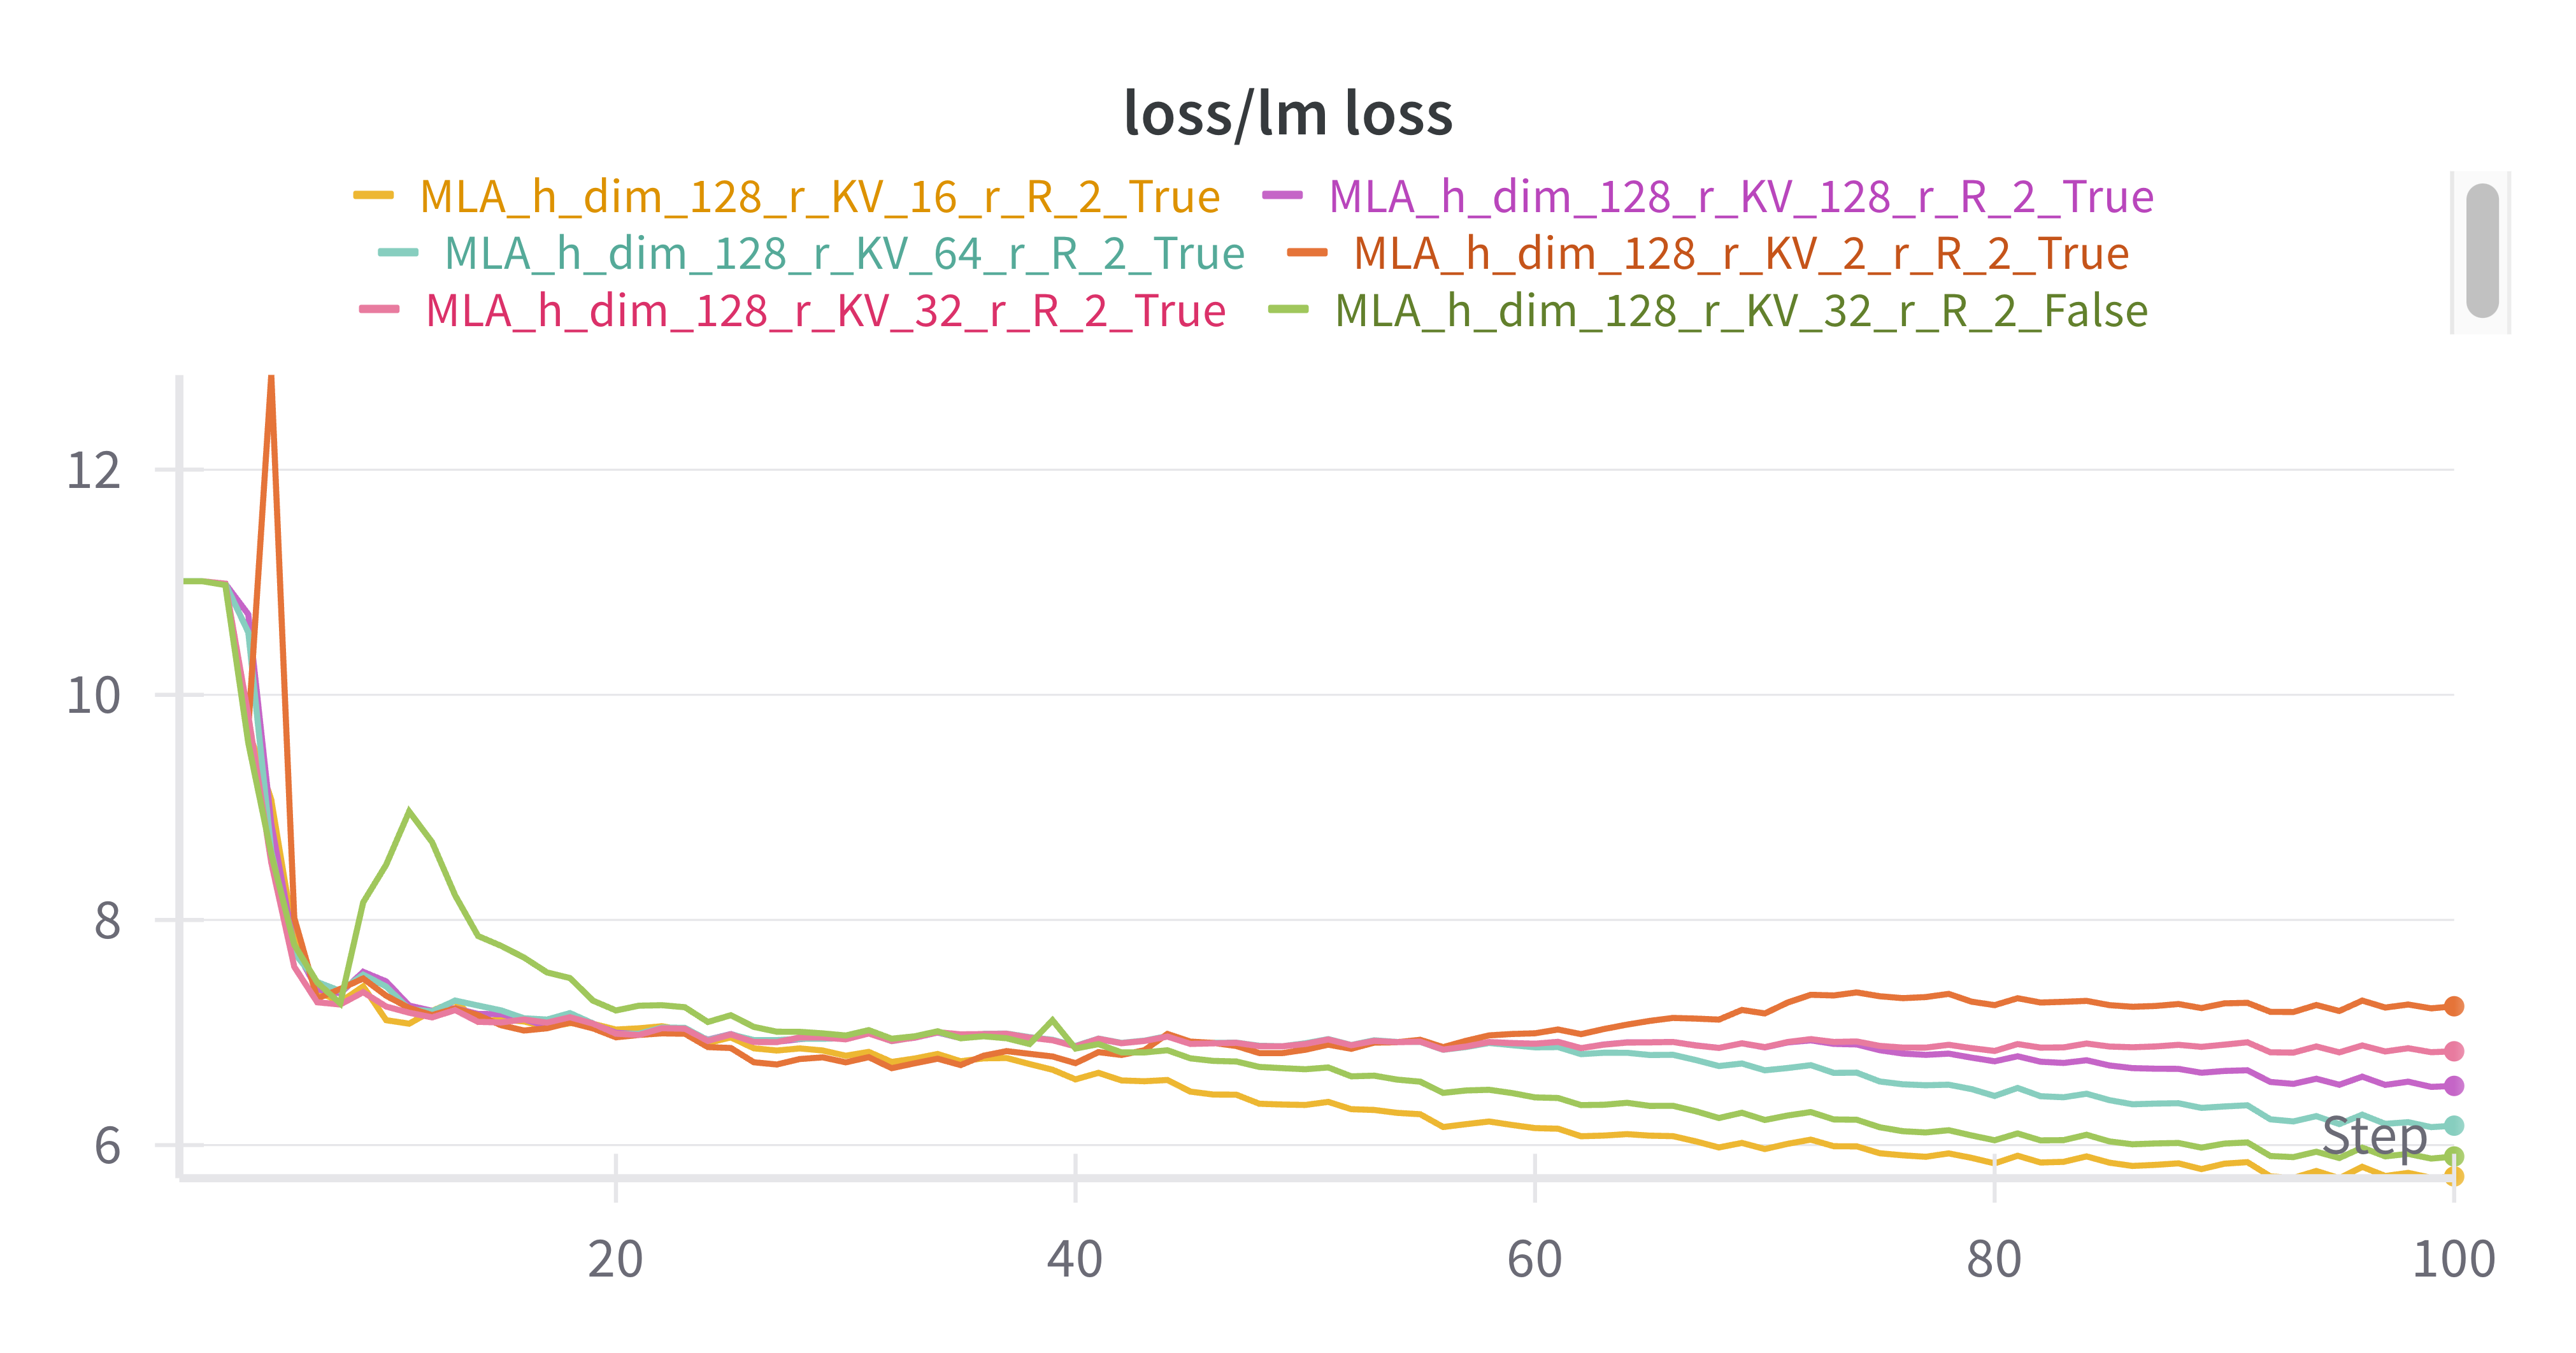 loss/lm loss
MLA_h_dim_128_r_KV_16_r_R_2_True MLA_h_dim_128_r_KV_128_r_R_2_True
MLA_h_dim_128_r_KV_64_r_R_2_True MLA_h_dim_128_r_KV_2_r_R_2_True
MLA_h_dim_128_r_KV_32_r_R_2_True MLA_h_dim_128_r_KV_32_r_R_2_False
12
10
8
6
Step
20 40 60 80 100